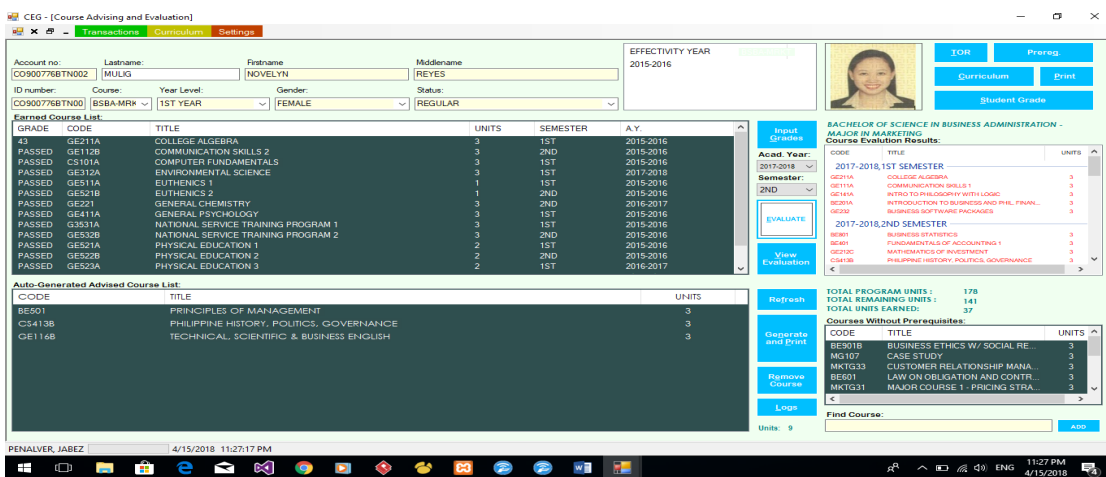 CEG - [Course Advising and Evaluation]
Transactions Curriculum Settings
Account no: Lastname: Firstname Middlename
CO900776BTN002 MULIG NOVELYN REYES
ID number: Course: Year Level: Gender: Status:
CO900776BTN00 BSBA-MRK 1ST YEAR FEMALE REGULAR
EFFECTIVITY YEAR
2015-2016
TOR Prereq.
Curriculum Print
Student Grade
Earned Course List:
GRADE CODE TITLE UNITS SEMESTER A.Y.
43 GE211A COLLEGE ALGEBRA 3 1ST 2015-2016
PASSED GE112B COMMUNICATION SKILLS 2 3 2ND 2015-2016
PASSED CS101A COMPUTER FUNDAMENTALS 3 1ST 2015-2016
PASSED GE312A ENVIRONMENTAL SCIENCE 3 1ST 2017-2018
PASSED GE511A EUTHENICS 1 1 1ST 2015-2016
PASSED GE521B EUTHENICS 2 1 2ND 2015-2016
PASSED GE221 GENERAL CHEMISTRY 3 2ND 2016-2017
PASSED GE411A GENERAL PSYCHOLOGY 3 1ST 2015-2016
PASSED G3531A NATIONAL SERVICE TRAINING PROGRAM 1 3 1ST 2015-2016
PASSED GE532B NATIONAL SERVICE TRAINING PROGRAM 2 3 2ND 2015-2016
PASSED GE521A PHYSICAL EDUCATION 1 2 1ST 2015-2016
PASSED GE522B PHYSICAL EDUCATION 2 2 2ND 2015-2016
PASSED GE523A PHYSICAL EDUCATION 3 2 1ST 2016-2017
Input
Grades
Acad. Year:
2017-2018
Semester:
2ND
EVALUATE
View
Evaluation
BACHELOR OF SCIENCE IN BUSINESS ADMINISTRATION -
MAJOR IN MARKETING
Course Evalution Results:
CODE TITLE UNITS
2017-2018,1ST SEMESTER
GE211A COLLEGE ALGEBRA 3
GE111A COMMUNICATION SKILLS 1 3
GE141A INTRO TO PHILOSOPHY WITH LOGIC 3
BE201A INTRODUCTION TO BUSINESS AND PHIL. FINAN... 3
GE232 BUSINESS SOFTWARE PACKAGES 3
2017-2018,2ND SEMESTER
BE801 BUSINESS STATISTICS 3
BE401 FUNDAMENTALS OF ACCOUNTING 1 3
GE212C MATHEMATICS OF INVESTMENT 3
CS413B PHILIPPINE HISTORY, POLITICS, GOVERNANCE 3
Auto-Generated Advised Course List:
CODE TITLE UNITS
BE501 PRINCIPLES OF MANAGEMENT 3
CS413B PHILIPPINE HISTORY, POLITICS, GOVERNANCE 3
GE116B TECHNICAL, SCIENTIFIC & BUSINESS ENGLISH 3
Refresh
Generate
and Print
Remove
Course
Logs
Units: 9
TOTAL PROGRAM UNITS : 178
TOTAL REMAINING UNITS : 141
TOTAL UNITS EARNED: 37
Courses Without Prerequisites:
CODE TITLE UNITS
BE901B BUSINESS ETHICS W/ SOCIAL RE... 3
MG107 CASE STUDY 3
MKTG33 CUSTOMER RELATIONSHIP MANA... 3
BE601 LAW ON OBLIGATION AND CONTR... 3
MKTG31 MAJOR COURSE 1 - PRICING STRA... 3
Find Course:
ADD
PENALVER, JABEZ 4/15/2018 11:27:17 PM
ENG 11:27 PM
4/15/2018